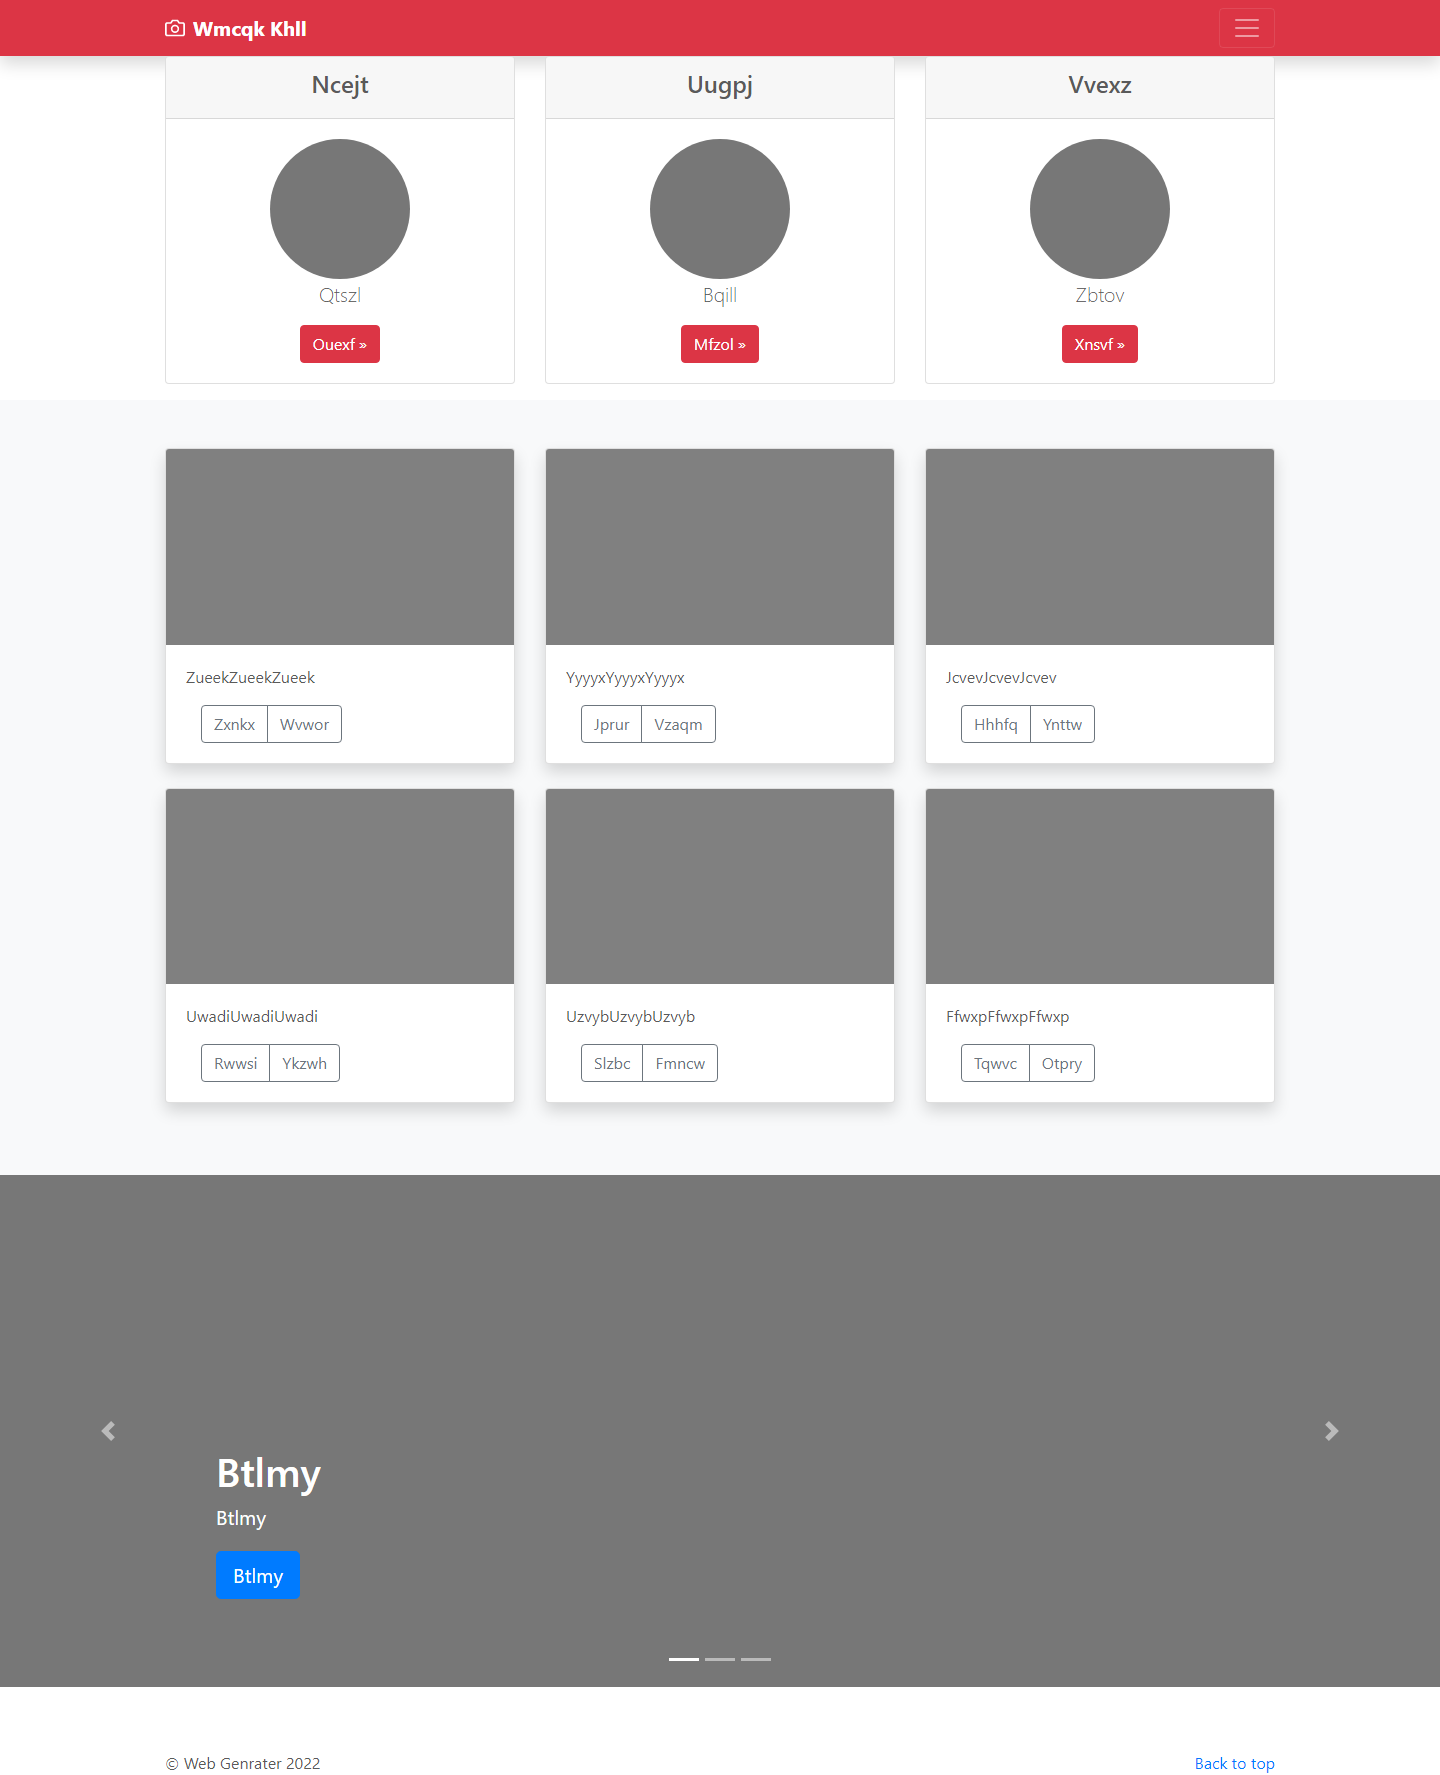 Wmcqk Khll
Ncejt
Uugpj
Vvexz
Qtszl
Bqill
Zbtov
Ouexf »
Mfzol »
Xnsvf »
ZueekZueekZueek
YyyyxYyyyxYyyyx
JcvevJcvevJcvev
Zxnkx Wvwor
Jprur Vzaqm
Hhhfq Ynttw
UwadiUwadiUwadi
UzvybUzvybUzvyb
FfwxpFfwxpFfwxp
Rwwsi Ykzwh
Slzbc Fmncw
Tqwvc Otpry
Btlmy
Btlmy
Btlmy
© Web Genrater 2022
Back to top